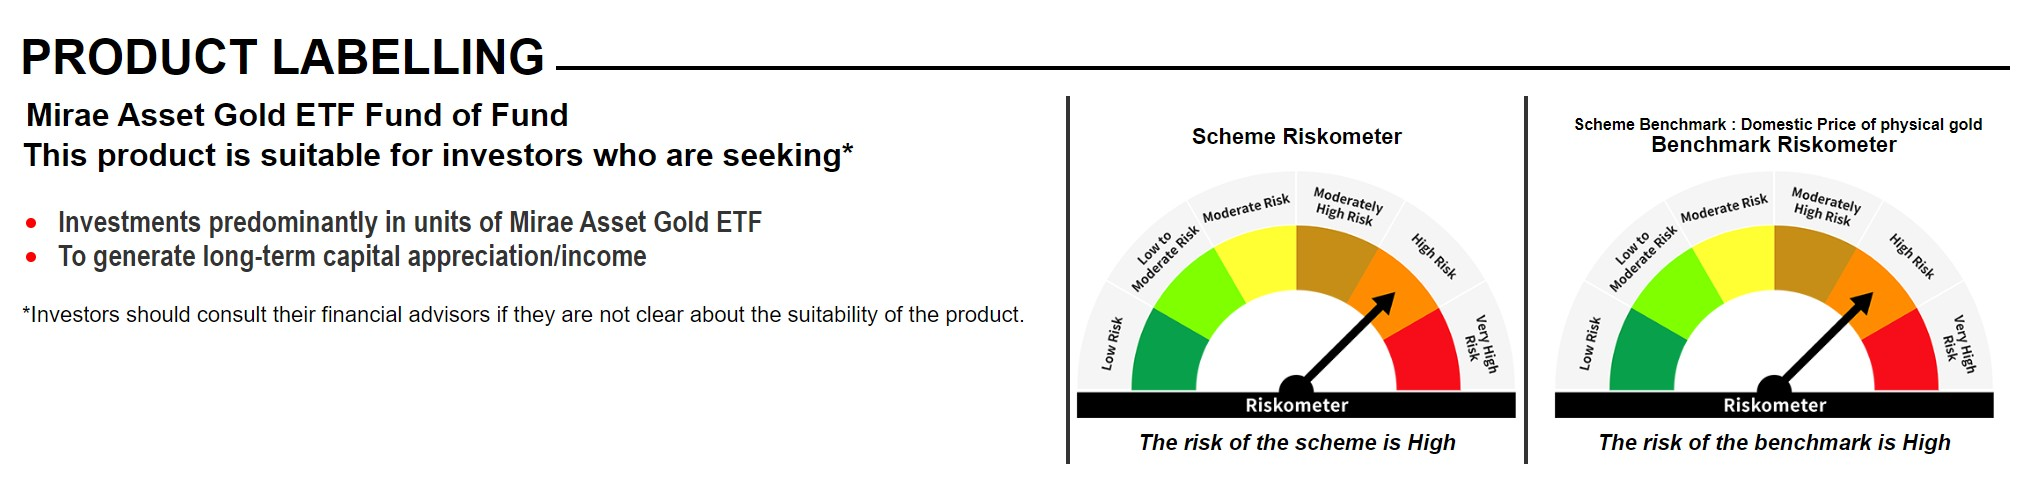 PRODUCT LABELLING
Mirae Asset Gold ETF Fund of Fund
This product is suitable for investors who are seeking*
• Investments predominantly in units of Mirae Asset Gold ETF
• To generate long-term capital appreciation/income
*Investors should consult their financial advisors if they are not clear about the suitability of the product.
Scheme Riskometer
Low Risk
Low to
Moderate Risk
Moderate Risk
Moderately
High Risk
High Risk
Very High
Risk
Riskometer
The risk of the scheme is High
Scheme Benchmark : Domestic Price of physical gold
Benchmark Riskometer
Low Risk
Low to
Moderate Risk
Moderate Risk
Moderately
High Risk
High Risk
Very High
Risk
Riskometer
The risk of the benchmark is High